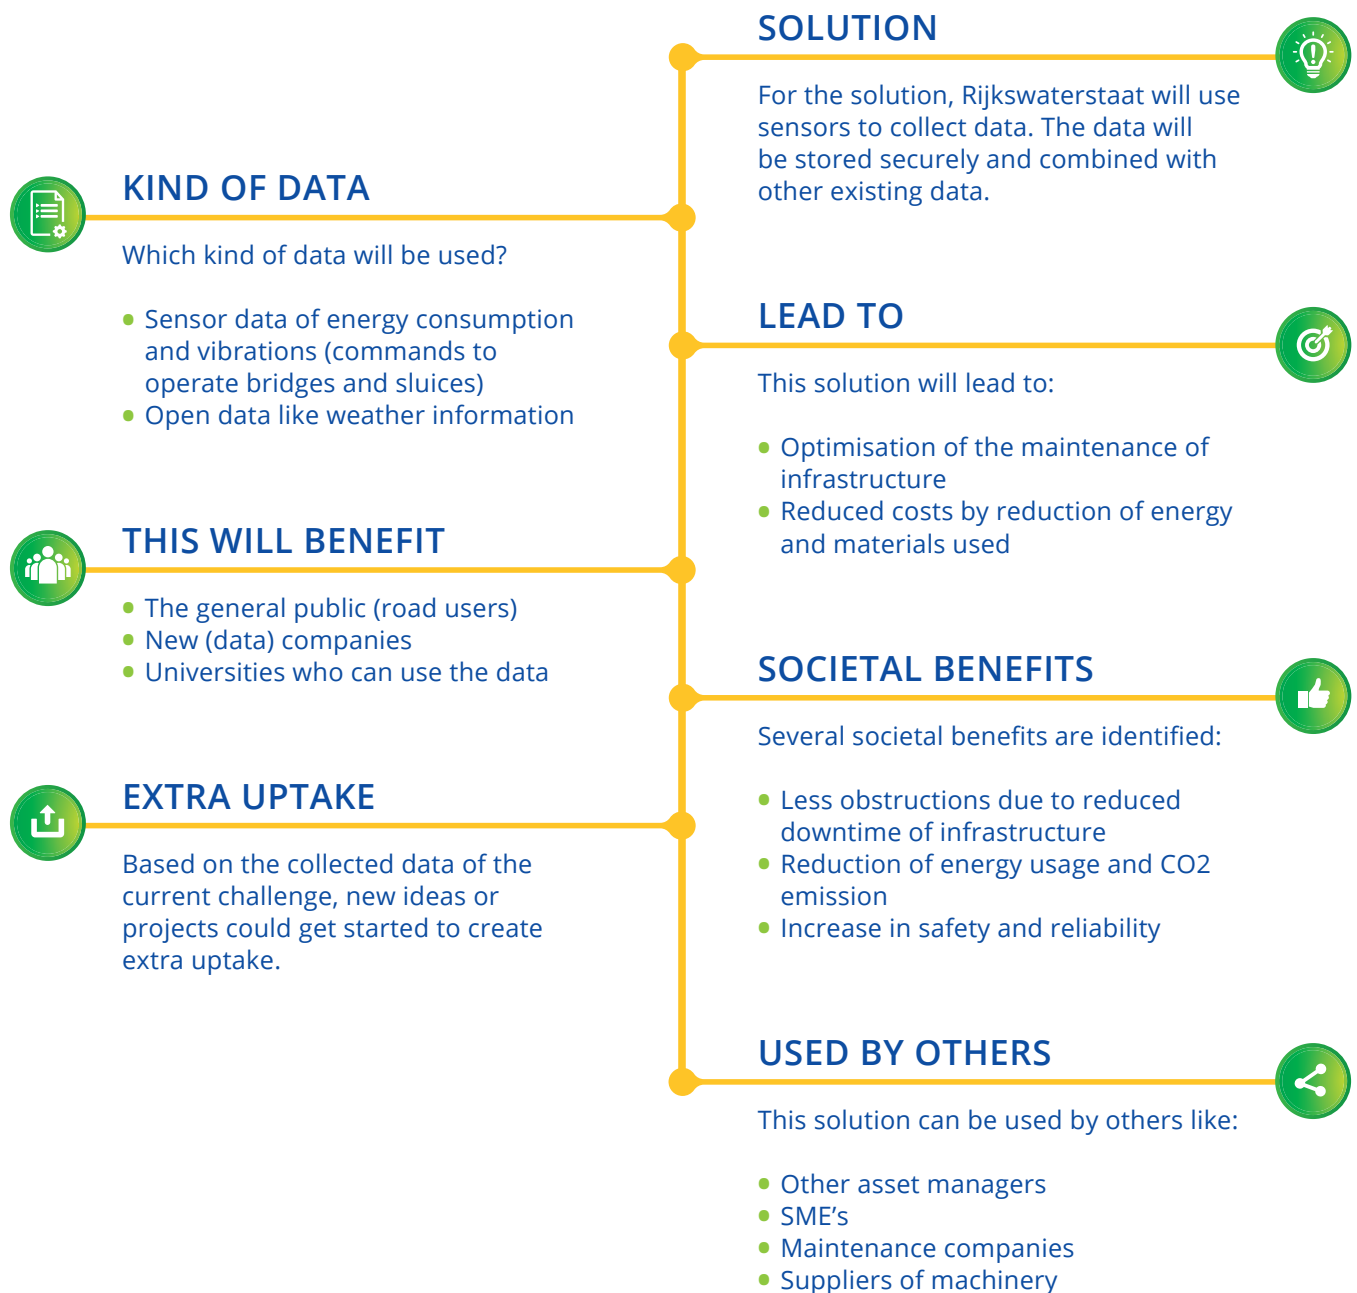 SOLUTION
For the solution, Rijkswaterstaat will use
sensors to collect data. The data will
be stored securely and combined with
other existing data.
KIND OF DATA
Which kind of data will be used?
• Sensor data of energy consumption
and vibrations (commands to
operate bridges and sluices)
• Open data like weather information
LEAD TO
This solution will lead to:
• Optimisation of the maintenance of
infrastructure
• Reduced costs by reduction of energy
and materials used
THIS WILL BENEFIT
• The general public (road users)
• New (data) companies
• Universities who can use the data
SOCIETAL BENEFITS
Several societal benefits are identified:
• Less obstructions due to reduced
downtime of infrastructure
• Reduction of energy usage and CO2
emission
• Increase in safety and reliability
EXTRA UPTAKE
Based on the collected data of the
current challenge, new ideas or
projects could get started to create
extra uptake.
USED BY OTHERS
This solution can be used by others like:
• Other asset managers
• SME’s
• Maintenance companies
• Suppliers of machinery